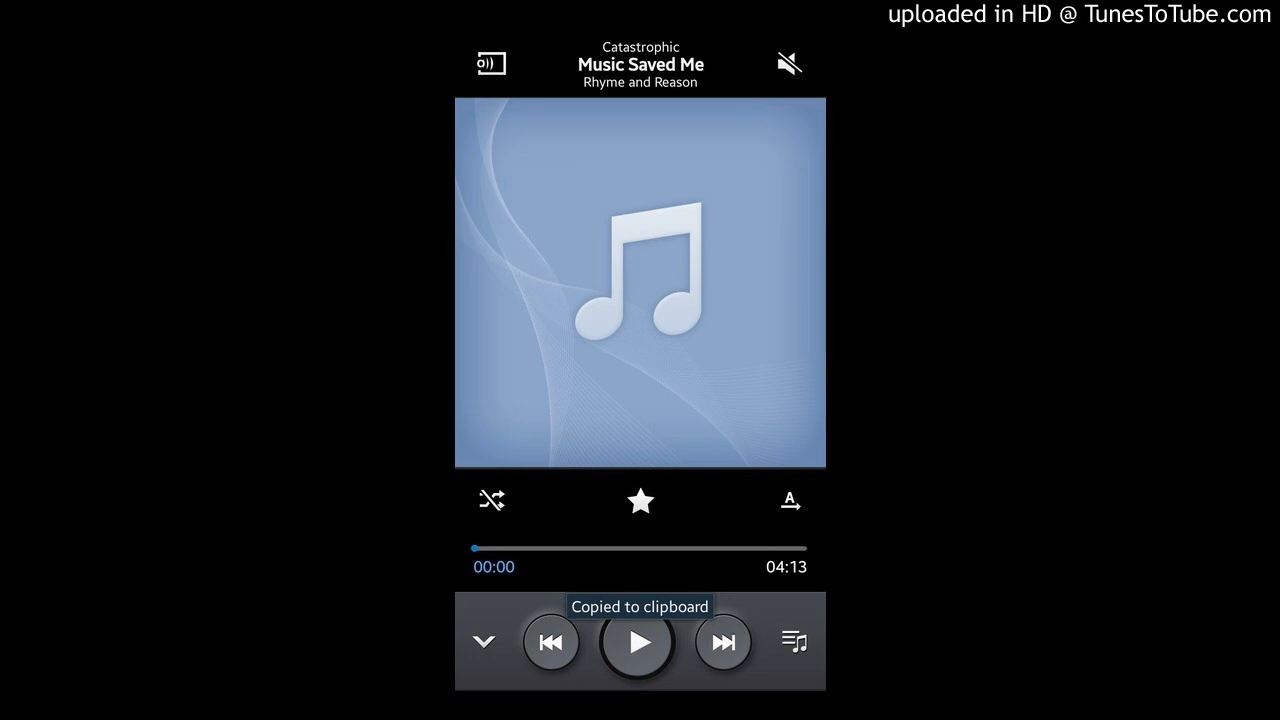 uploaded in HD @ TunesToTube.com
Catastrophic
Music Saved Me
Rhyme and Reason
A
00:00
04:13
Copied to clipboard